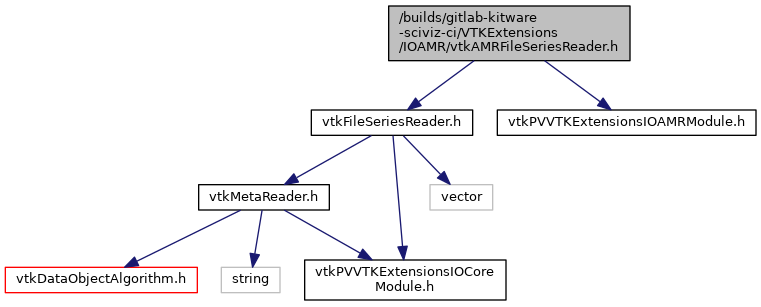 /builds/gitlab-kitware
-sciviz-ci/VTKExtensions
/IOAMR/vtkAMRFileSeriesReader.h
vtkFileSeriesReader.h
vtkPVVTKExtensionsIOAMRModule.h
vtkMetaReader.h
vector
vtkDataObjectAlgorithm.h
string
vtkPVVTKExtensionsIOCore
Module.h